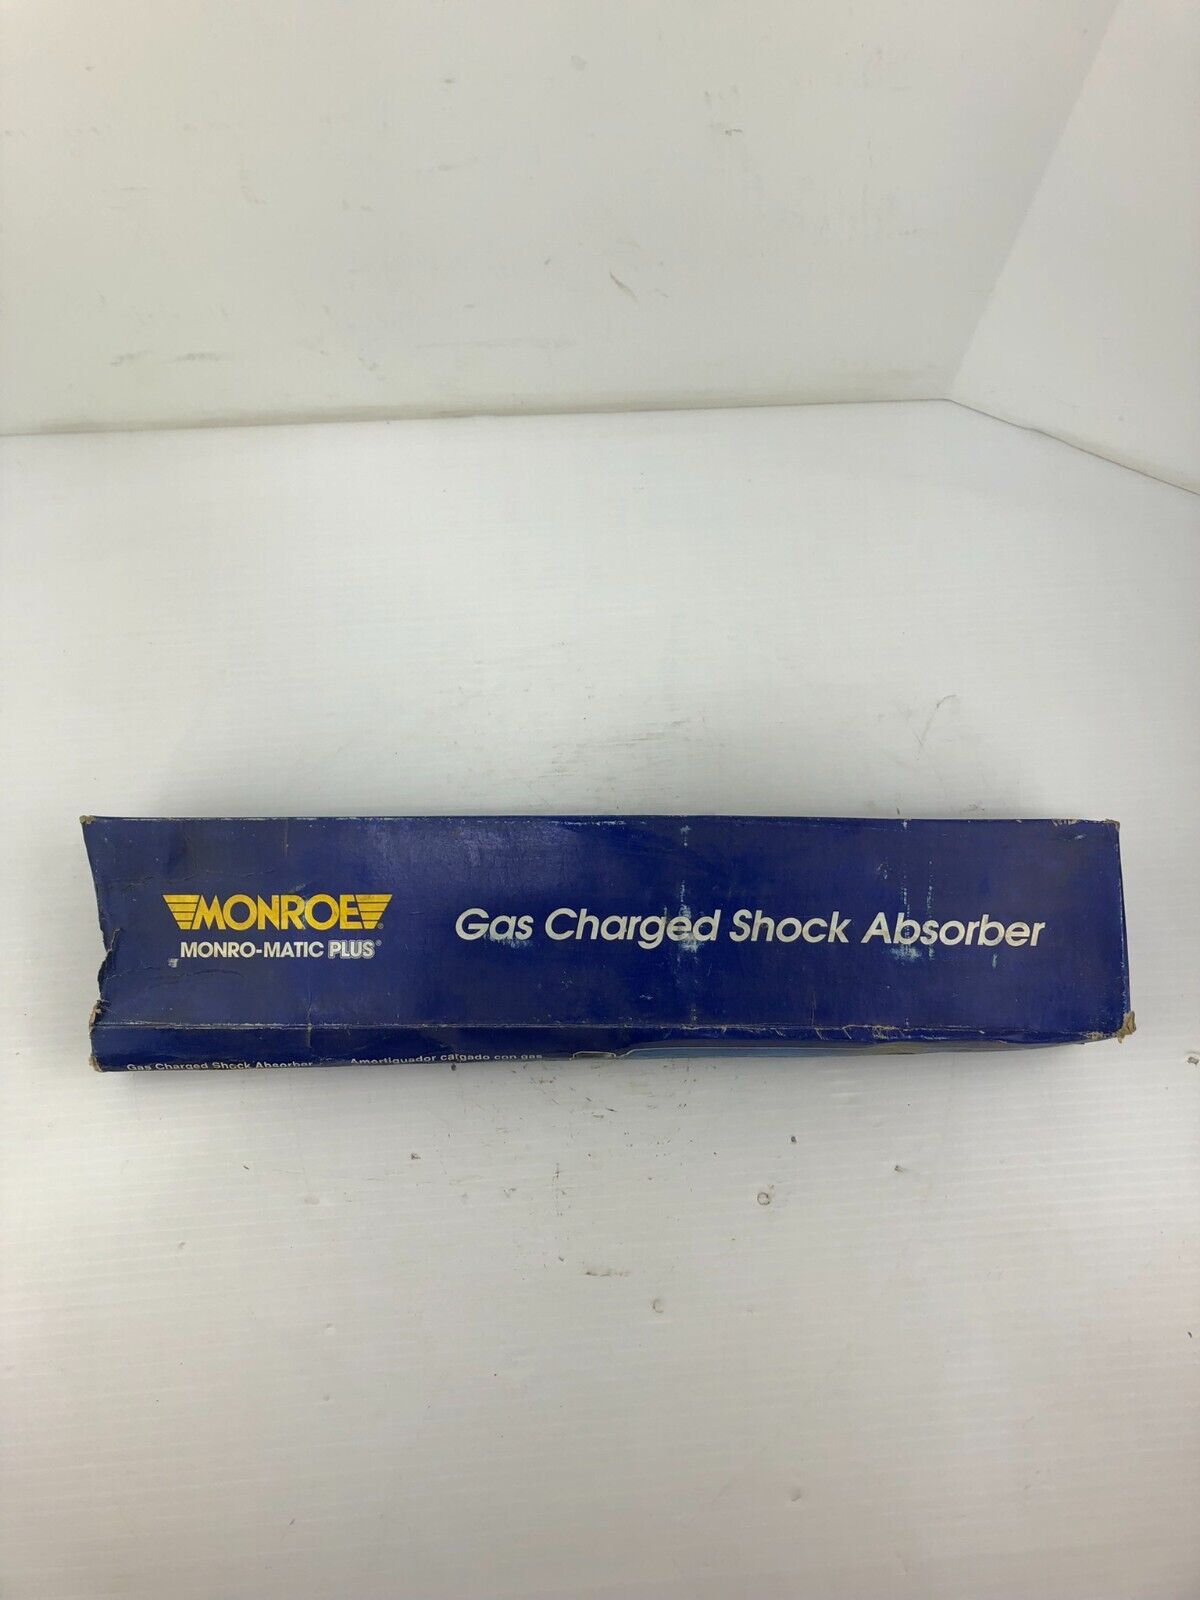 MONROE®
MONRO-MATIC PLUS®
Gas Charged Shock Absorber
Gas Charged Shock Absorber
Amortiguador cargado con gas